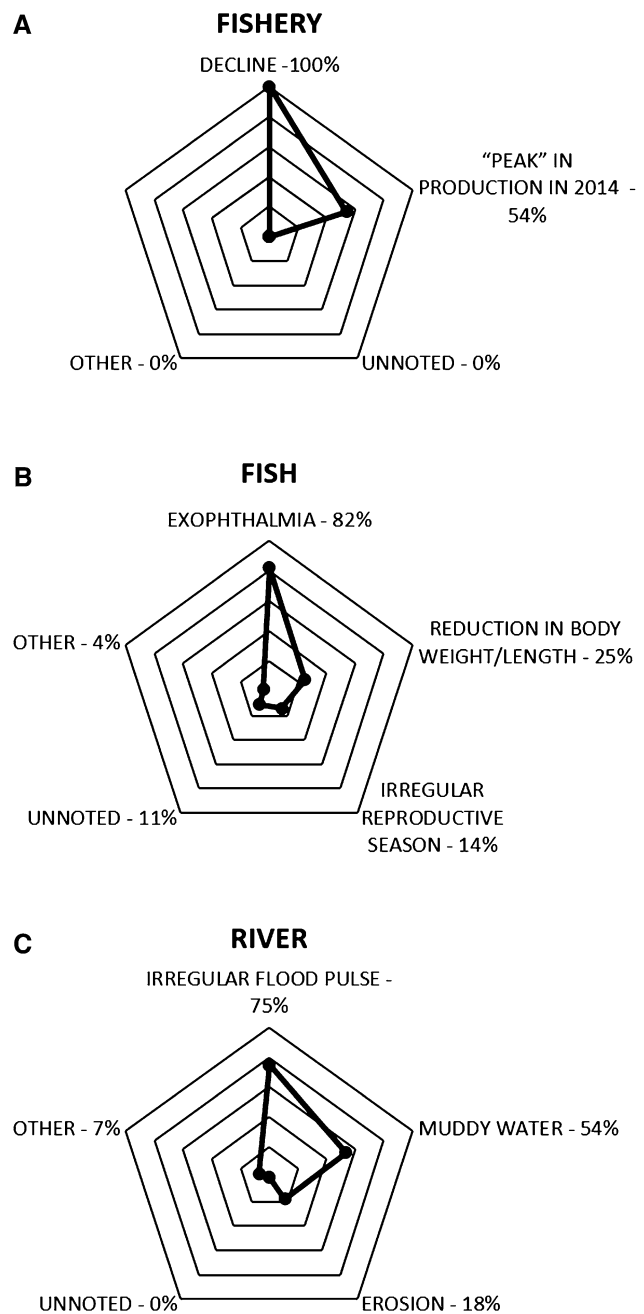 A
FISHERY
DECLINE -100%
“PEAK” IN
PRODUCTION IN 2014 -
54%
OTHER - 0%
UNNOTED - 0%
B
FISH
EXOPHTHALMIA - 82%
OTHER - 4%
REDUCTION IN BODY
WEIGHT/LENGTH - 25%
UNNOTED - 11%
IRREGULAR
REPRODUCTIVE
SEASON - 14%
C
RIVER
IRREGULAR FLOOD PULSE -
75%
OTHER - 7%
MUDDY WATER - 54%
UNNOTED - 0%
EROSION - 18%